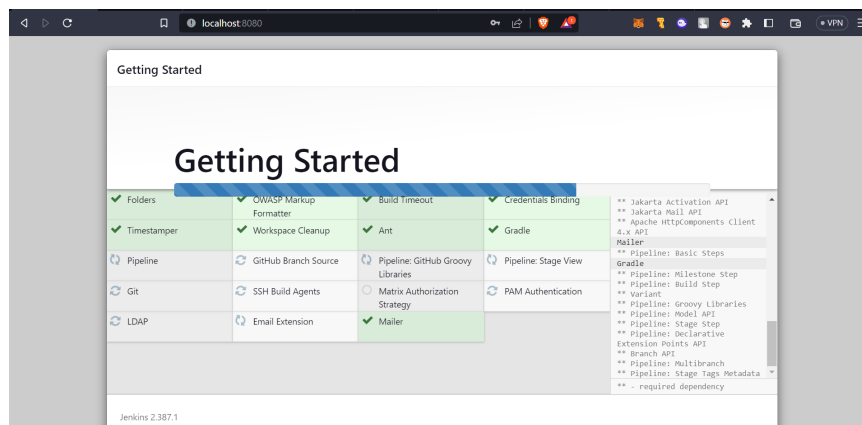 localhost:8080
VPN
Getting Started
Getting Started
Folders
OWASP Markup
Formatter
Build Timeout
Credentials Binding
Timestamper
Workspace Cleanup
Ant
Gradle
Pipeline
GitHub Branch Source
Pipeline: GitHub Groovy
Libraries
Pipeline: Stage View
Git
SSH Build Agents
Matrix Authorization
Strategy
PAM Authentication
LDAP
Email Extension
Mailer
** Jakarta Activation API
** Jakarta Mail API
** Apache HttpComponents Client
4.x API
Mailer
** Pipeline: Basic Steps
Gradle
** Pipeline: Milestone Step
** Pipeline: Build Step
** Variant
** Pipeline: Groovy Libraries
** Pipeline: Model API
** Pipeline: Stage Step
** Pipeline: Declarative
Extension Points API
** Branch API
** Pipeline: Multibranch
** Pipeline: Stage Tags Metadata
** - required dependency
Jenkins 2.387.1